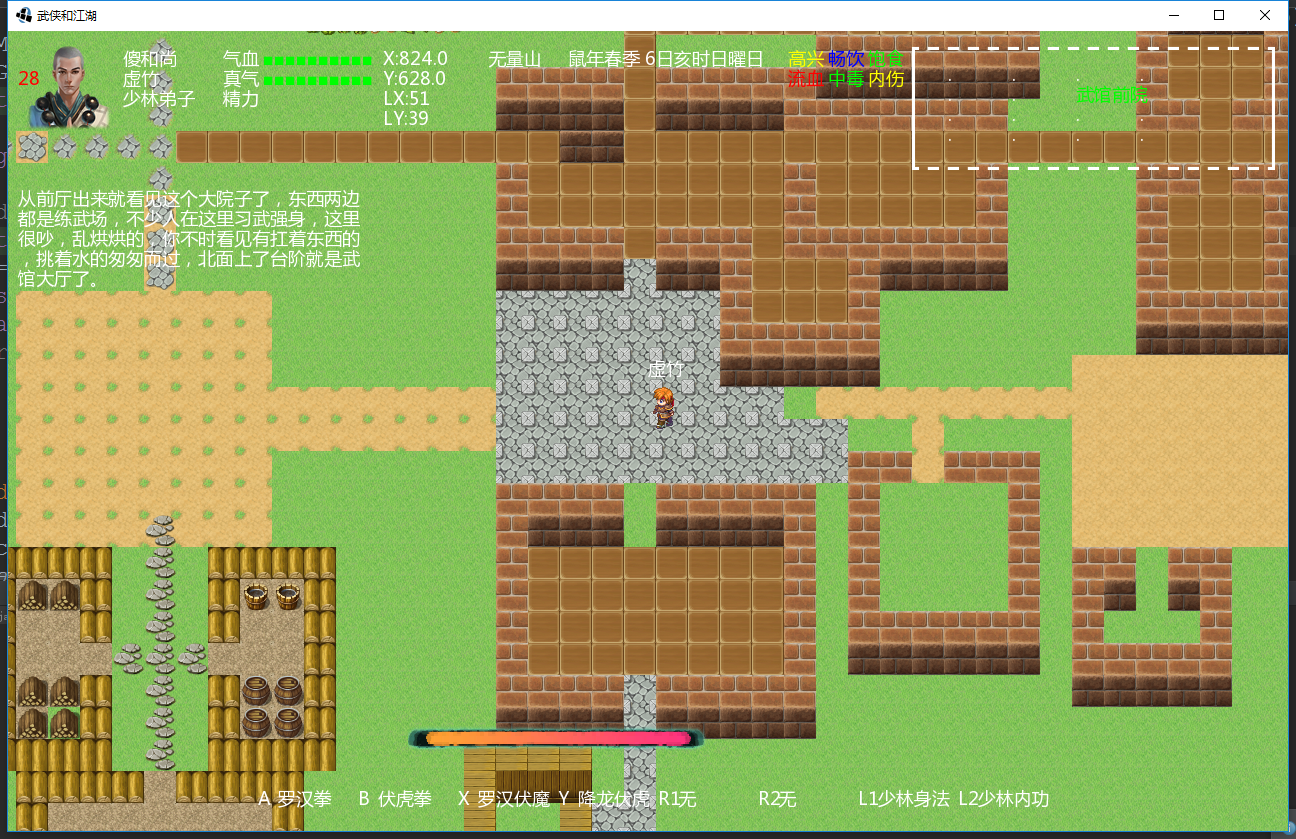 武侠和江湖
傻和尚 气血 X:824.0 无量山 鼠年春季 6日亥时日曜日 高兴 畅饮 饱食
28 虚竹 真气 Y:628.0 流血 中毒 内伤
少林弟子 精力 LX:51 武馆前院
LY:39
从前厅出来就看见这个大院子了，东西两边
都是练武场，不少人在这里习武强身，这里
很吵，乱烘烘的，你不时看见有扛着东西的
，挑着水的匆匆而过，北面上了台阶就是武
馆大厅了。
虚竹
A 罗汉拳 B 伏虎拳 X 罗汉伏魔 Y 降龙伏虎 R1无 R2无 L1少林身法 L2少林内功